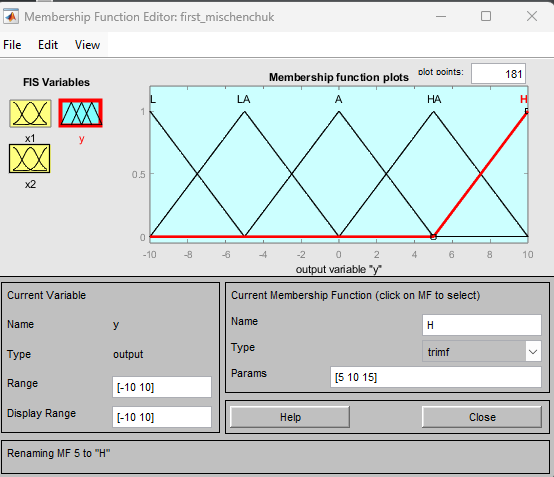 Membership Function Editor: first_mischenchuk
File Edit View
FIS Variables
x1
y
x2
Membership function plots
plot points:
181
L
LA
A
HA
H
1
0.5
0
-10 -8 -6 -4 -2 0 2 4 6 8 10
output variable "y"
Current Variable
Name y
Type output
Range [-10 10]
Display Range [-10 10]
Current Membership Function (click on MF to select)
Name H
Type trimf
Params [5 10 15]
Help Close
Renaming MF 5 to "H"